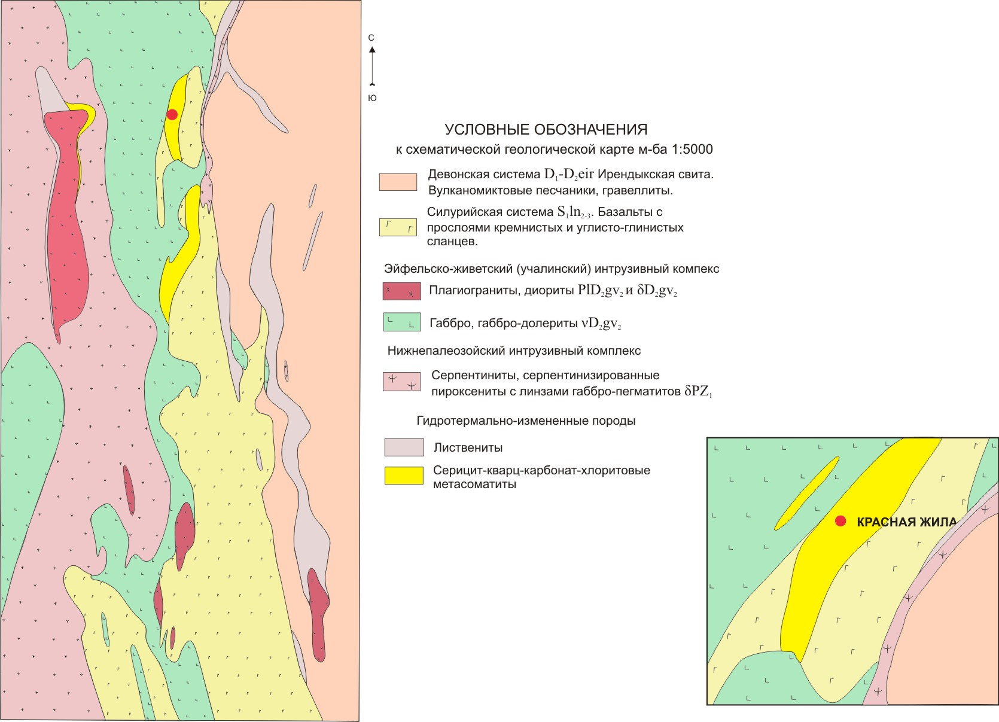 С
Ю
УСЛОВНЫЕ ОБОЗНАЧЕНИЯ
к схематической геологической карте м-ба 1:5000
Девонская система D₁-D₂eir Ирендыкская свита.
Вулканомиктовые песчаники, гравеллиты.
Силурийская система S₁ln₂₋₃. Базальты с
прослоями кремнистых и углисто-глинистых
сланцев.
Эйфельско-живетский (учалинский) интрузивный компекс
Плагиограниты, диориты PlD₂gv₂ и δD₂gv₂
Габбро, габбро-долериты νD₂gv₂
Нижнепалеозойский интрузивный комплекс
Серпентиниты, серпентинизированные
пироксениты с линзами габбро-пегматитов δPZ₁
Гидротермально-измененные породы
Листвениты
Серицит-кварц-карбонат-хлоритовые
метасоматиты
КРАСНАЯ ЖИЛА